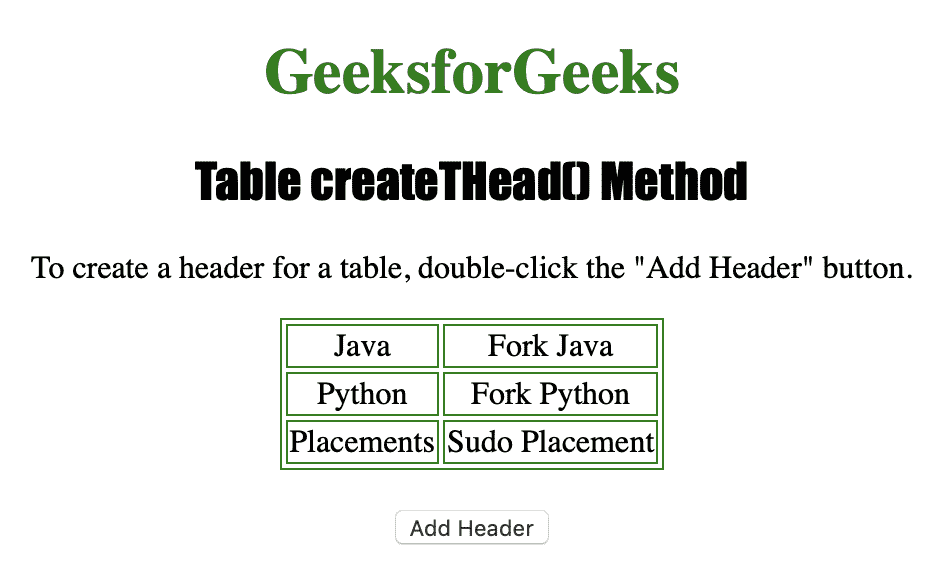 GeeksforGeeks
Table createTHead() Method
To create a header for a table, double-click the "Add Header" button.
Java Fork Java
Python Fork Python
Placements Sudo Placement
Add Header